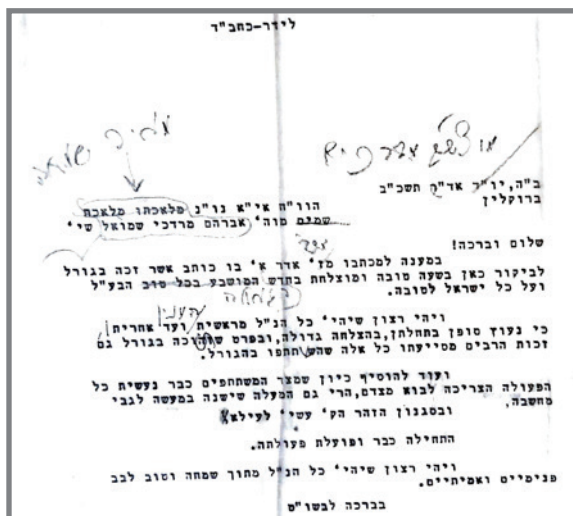 לידר-כחב"ד
ב"ה, יו"ד אד"ר תשכ"ב
ברוקלין
הוו"ח אי"א נו"נ מלאכתו מלאכת
שמים מוה' אברהם מרדכי שמואל שי'
שלום וברכה!
במענה למכתבו מז' אדר א' בו כותב אשר זכה בגורל
לביקור כאן בשעה טובה ומוצלחת בחדש המושבע בכל טוב הבע"ל
ועל כל ישראל לטובה.
ויהי רצון שיהי' כל הנ"ל מראשית ועד אחרית
כי נעוץ סופן בתחלתן, בהצלחה גדולה, ובפרט בגורל גם
זכות הרבים מסייעתו כל אלה שהשתתפו בהגורל.
ועוד להוסיף כיון שמצד המשתתפים כבר נעשית כל
הפעולה הצריכה לבוא מצדם, הרי גם המעלה שישנה במעשה לגבי
מחשבה,
ובסגנון הזהר הק' עשי' לעילא
התחילה כבר ופועלת פעולתה.
ויהי רצון שיהי' כל הנ"ל מתוך שמחה וטוב לבב
פנימיים ואמיתיים.
בברכה לבשו"ט